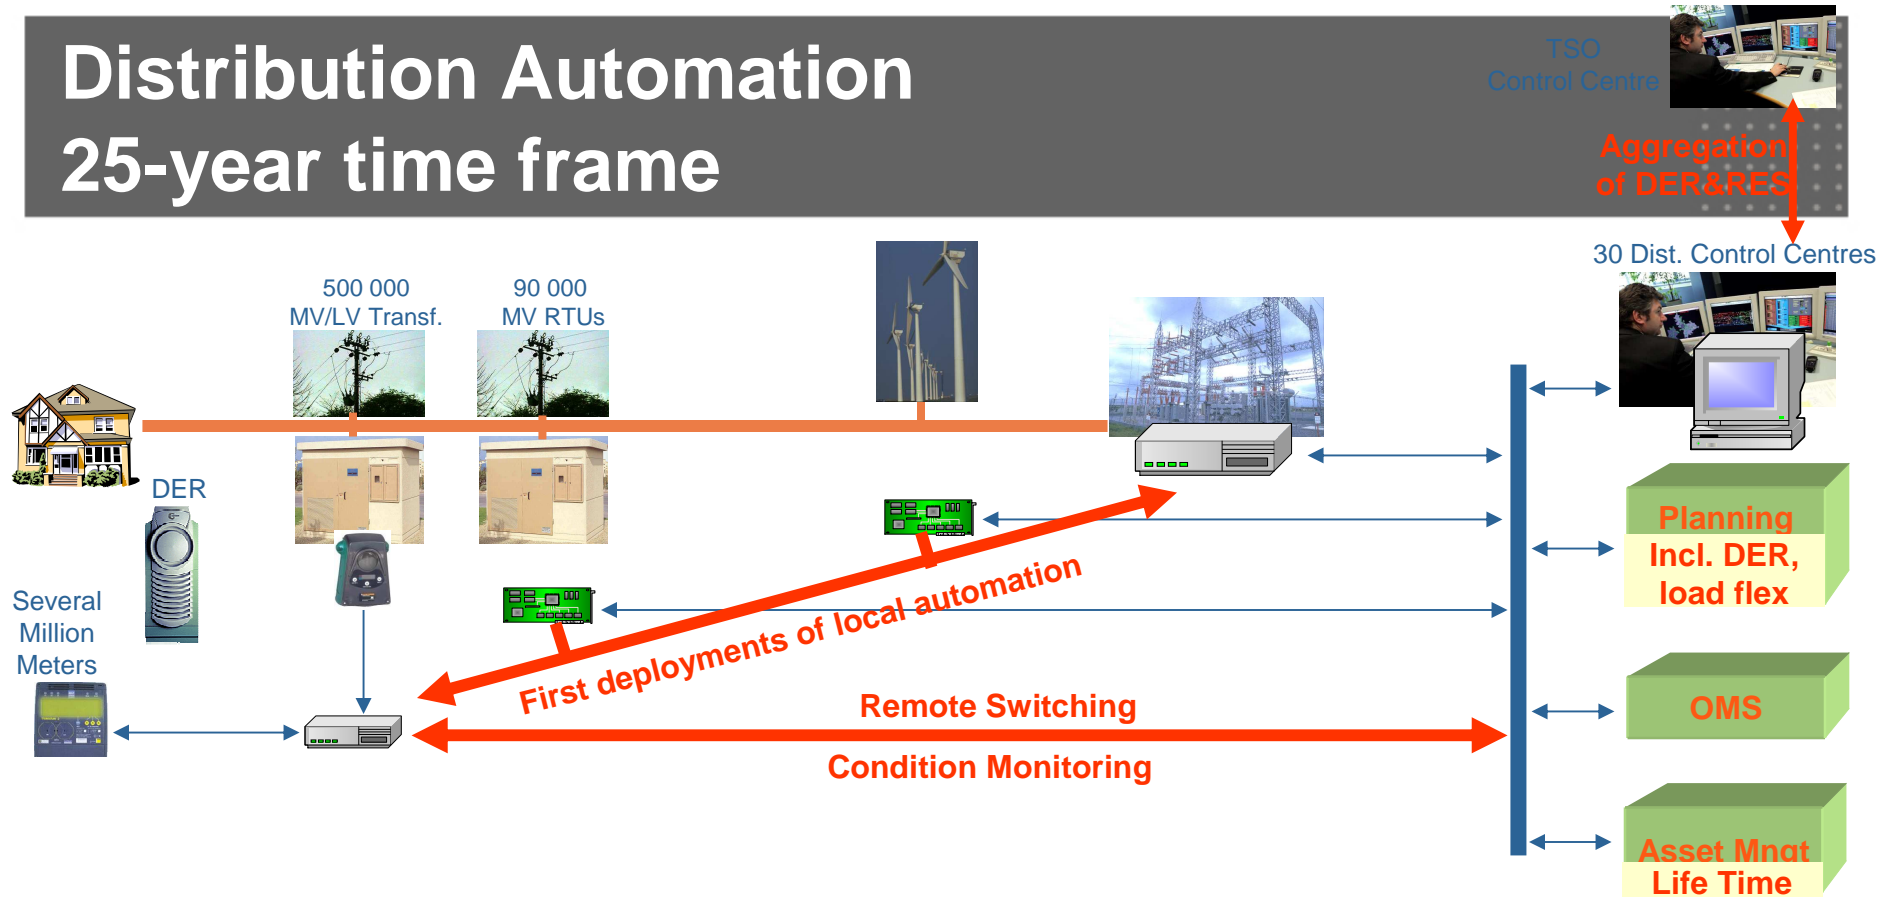 Distribution Automation
25-year time frame
TSO
Control Centre
Aggregation
of DER&RES
30 Dist. Control Centres
500 000
MV/LV Transf.
90 000
MV RTUs
DER
Several
Million
Meters
First deployments of local automation
Remote Switching
Condition Monitoring
Planning
Incl. DER,
load flex
OMS
Asset Mngt
Life Time